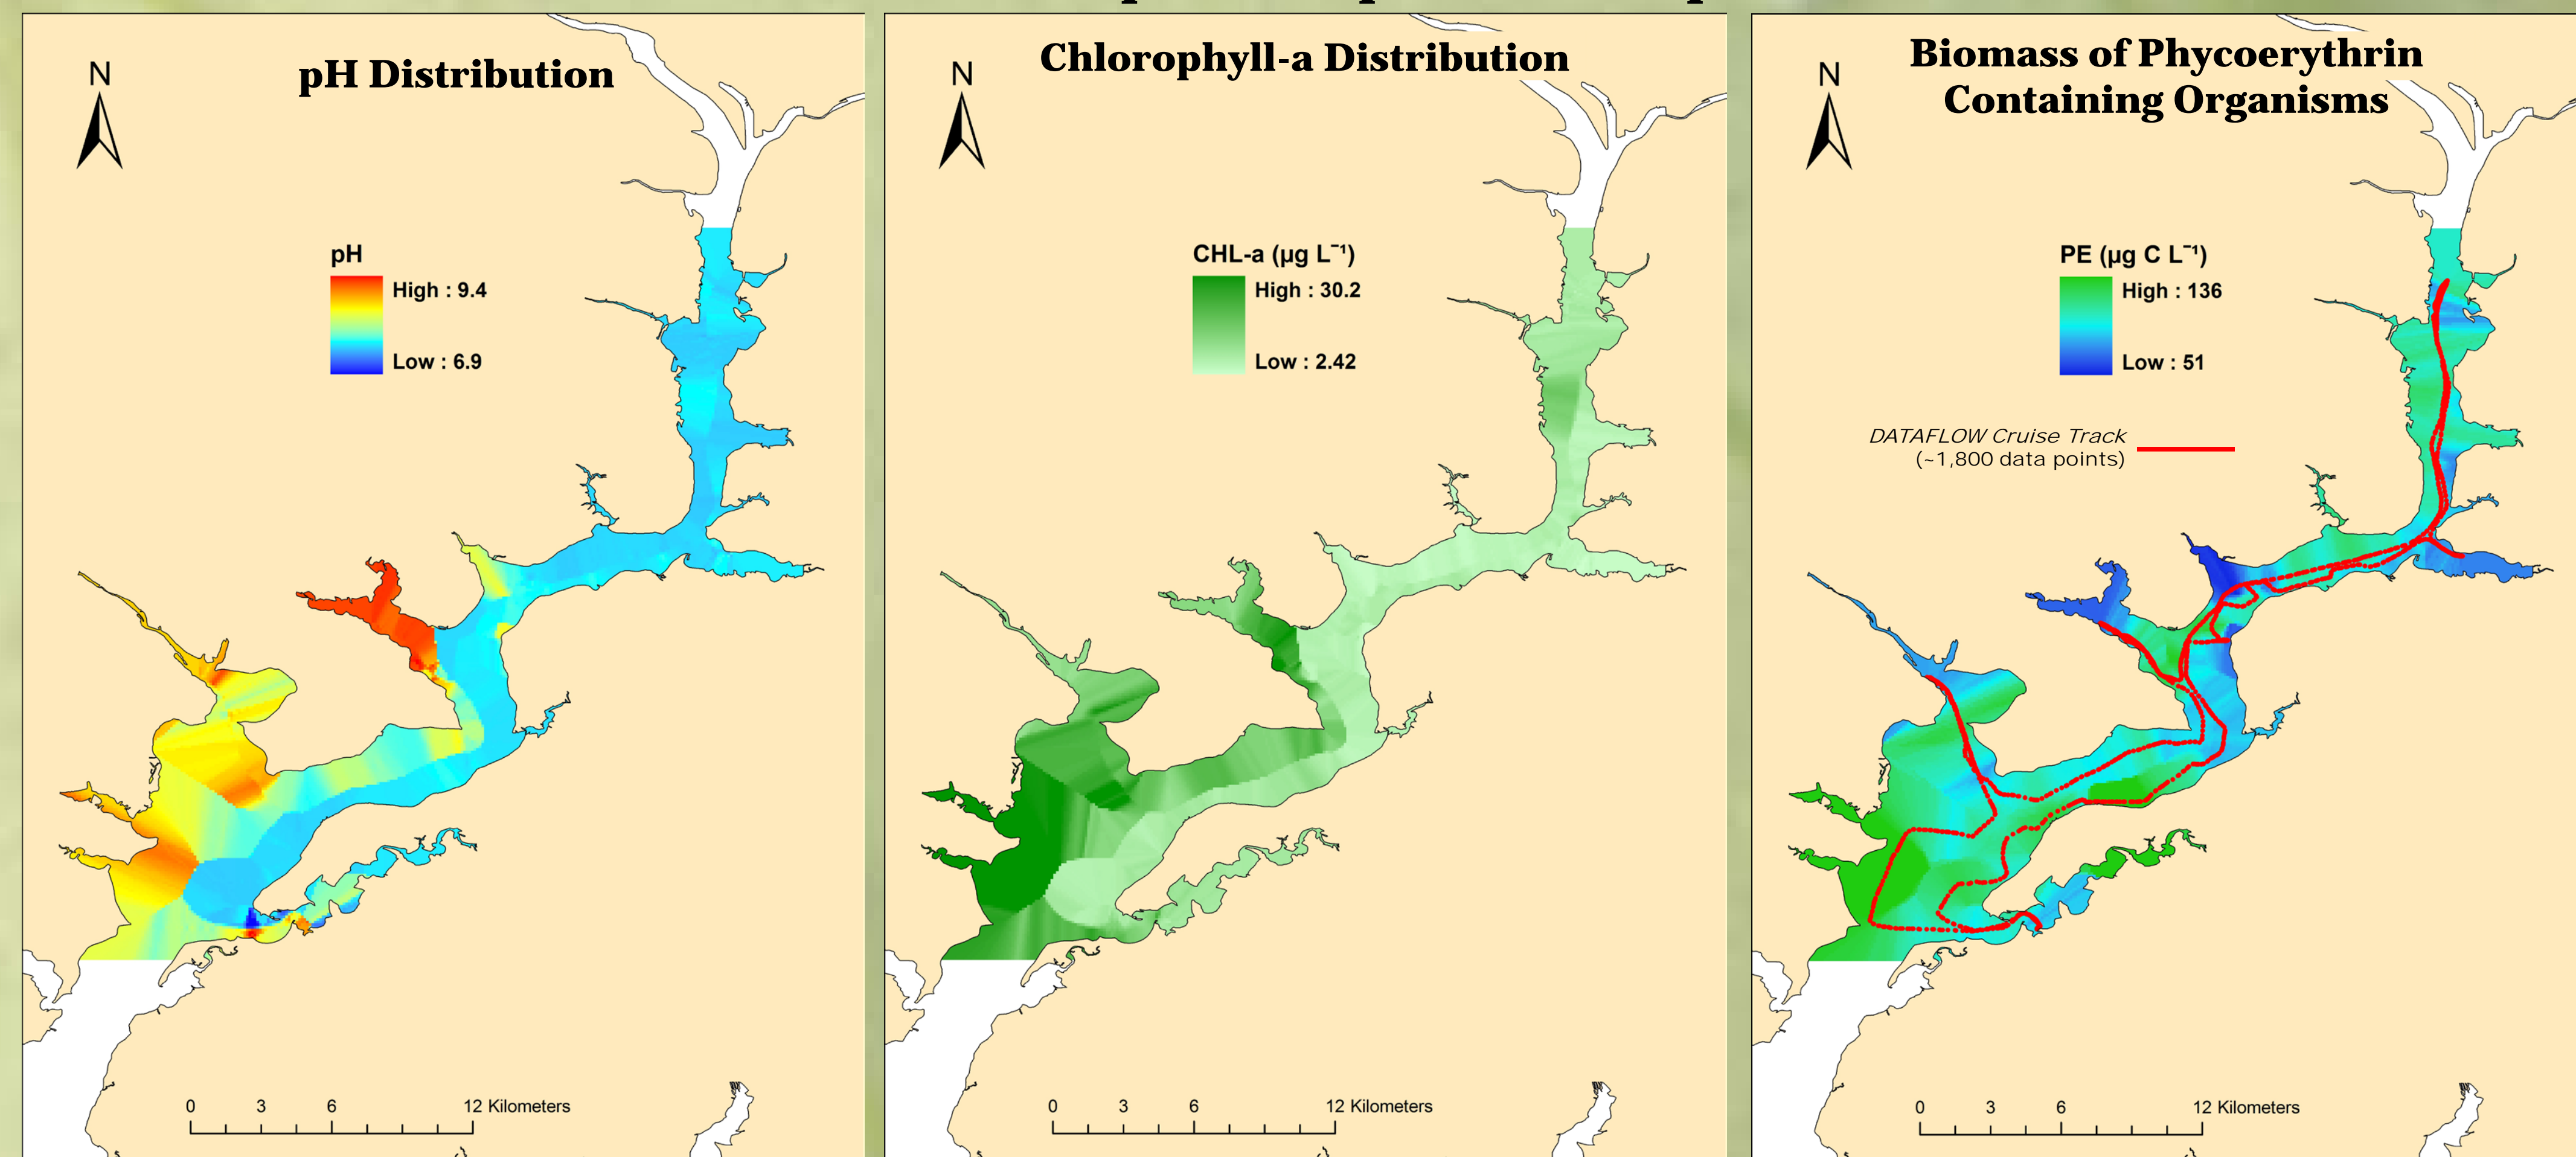 pH Distribution
N
pH
High : 9.4
Low : 6.9
0 3 6 12 Kilometers
Chlorophyll-a Distribution
N
CHL-a (µg L⁻¹)
High : 30.2
Low : 2.42
0 3 6 12 Kilometers
Biomass of Phycoerythrin
Containing Organisms
N
PE (µg C L⁻¹)
High : 136
Low : 51
DATAFLOW Cruise Track
(~1,800 data points)
0 3 6 12 Kilometers